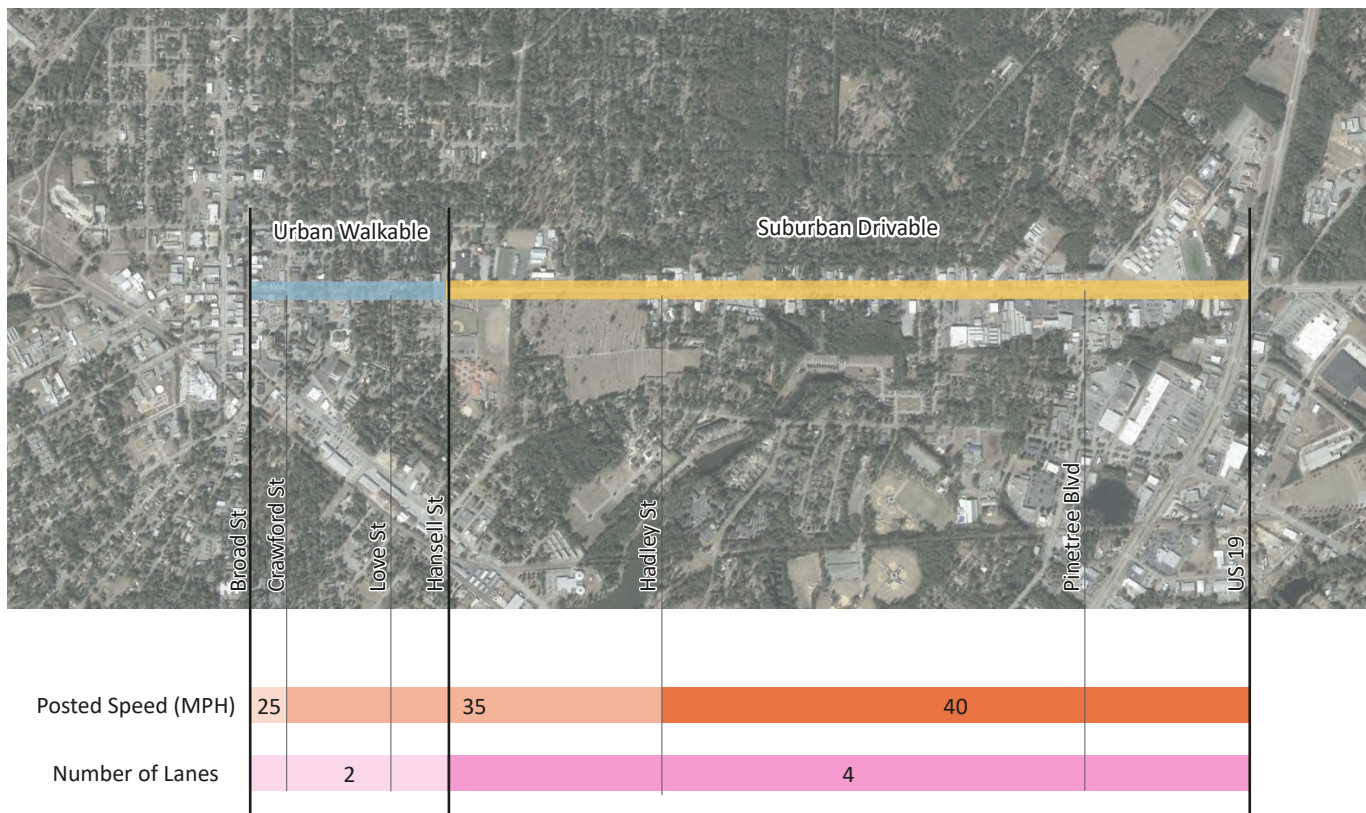 Urban Walkable
Suburban Drivable
Broad St
Crawford St
Love St
Hansell St
Hadley St
Pinetree Blvd
US 19
Posted Speed (MPH)
25
35
40
Number of Lanes
2
4